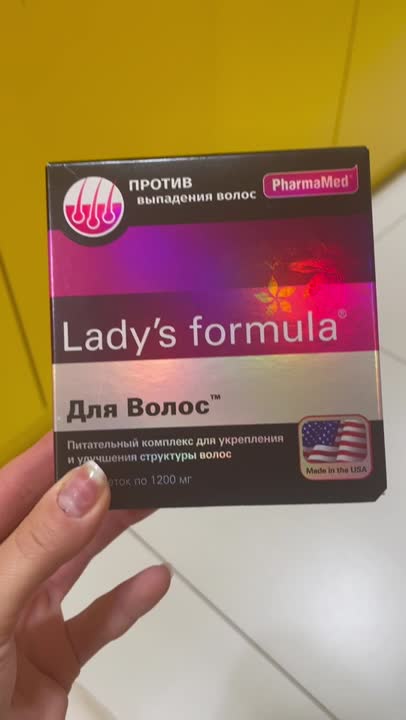 ПРОТИВ
выпадения волос
PharmaMed®
Lady's formula®
Для Волос™
Питательный комплекс для укрепления
и улучшения структуры волос
по 1200 мг
Made in the USA